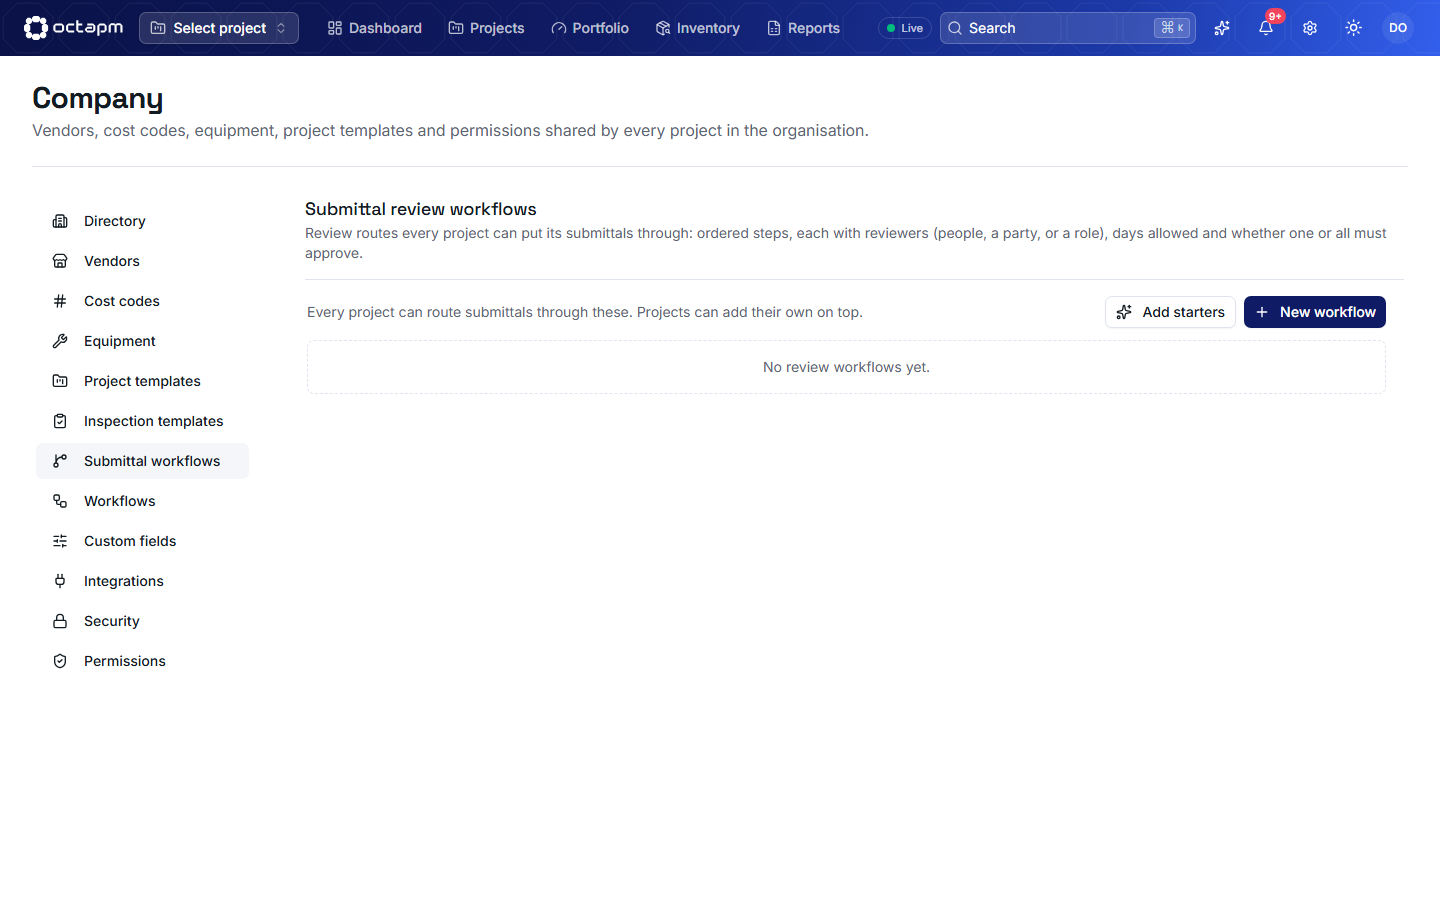 octapm
Select project
Dashboard
Projects
Portfolio
Inventory
Reports
Live
Search
⌘ K
9+
DO
Company
Vendors, cost codes, equipment, project templates and permissions shared by every project in the organisation.
Directory
Vendors
Cost codes
Equipment
Project templates
Inspection templates
Submittal workflows
Workflows
Custom fields
Integrations
Security
Permissions
Submittal review workflows
Review routes every project can put its submittals through: ordered steps, each with reviewers (people, a party, or a role), days allowed and whether one or all must
approve.
Every project can route submittals through these. Projects can add their own on top.
Add starters
New workflow
No review workflows yet.